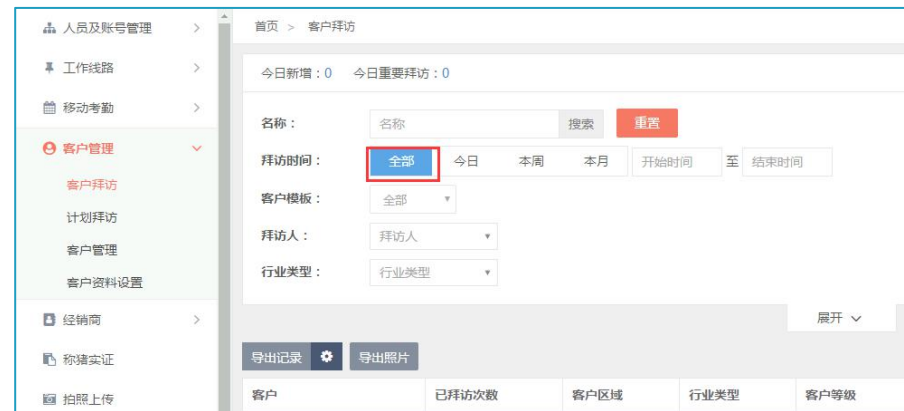 人员及账号管理
工作线路
移动考勤
客户管理
客户拜访
计划拜访
客户管理
客户资料设置
经销商
称猪实证
拍照上传
首页 > 客户拜访
今日新增：0 今日重要拜访：0
名称： 名称 搜索 重置
拜访时间： 全部 今日 本周 本月 开始时间 至 结束时间
客户模板： 全部
拜访人： 拜访人
行业类型： 行业类型
展开
导出记录 导出照片
客户 已拜访次数 客户区域 行业类型 客户等级